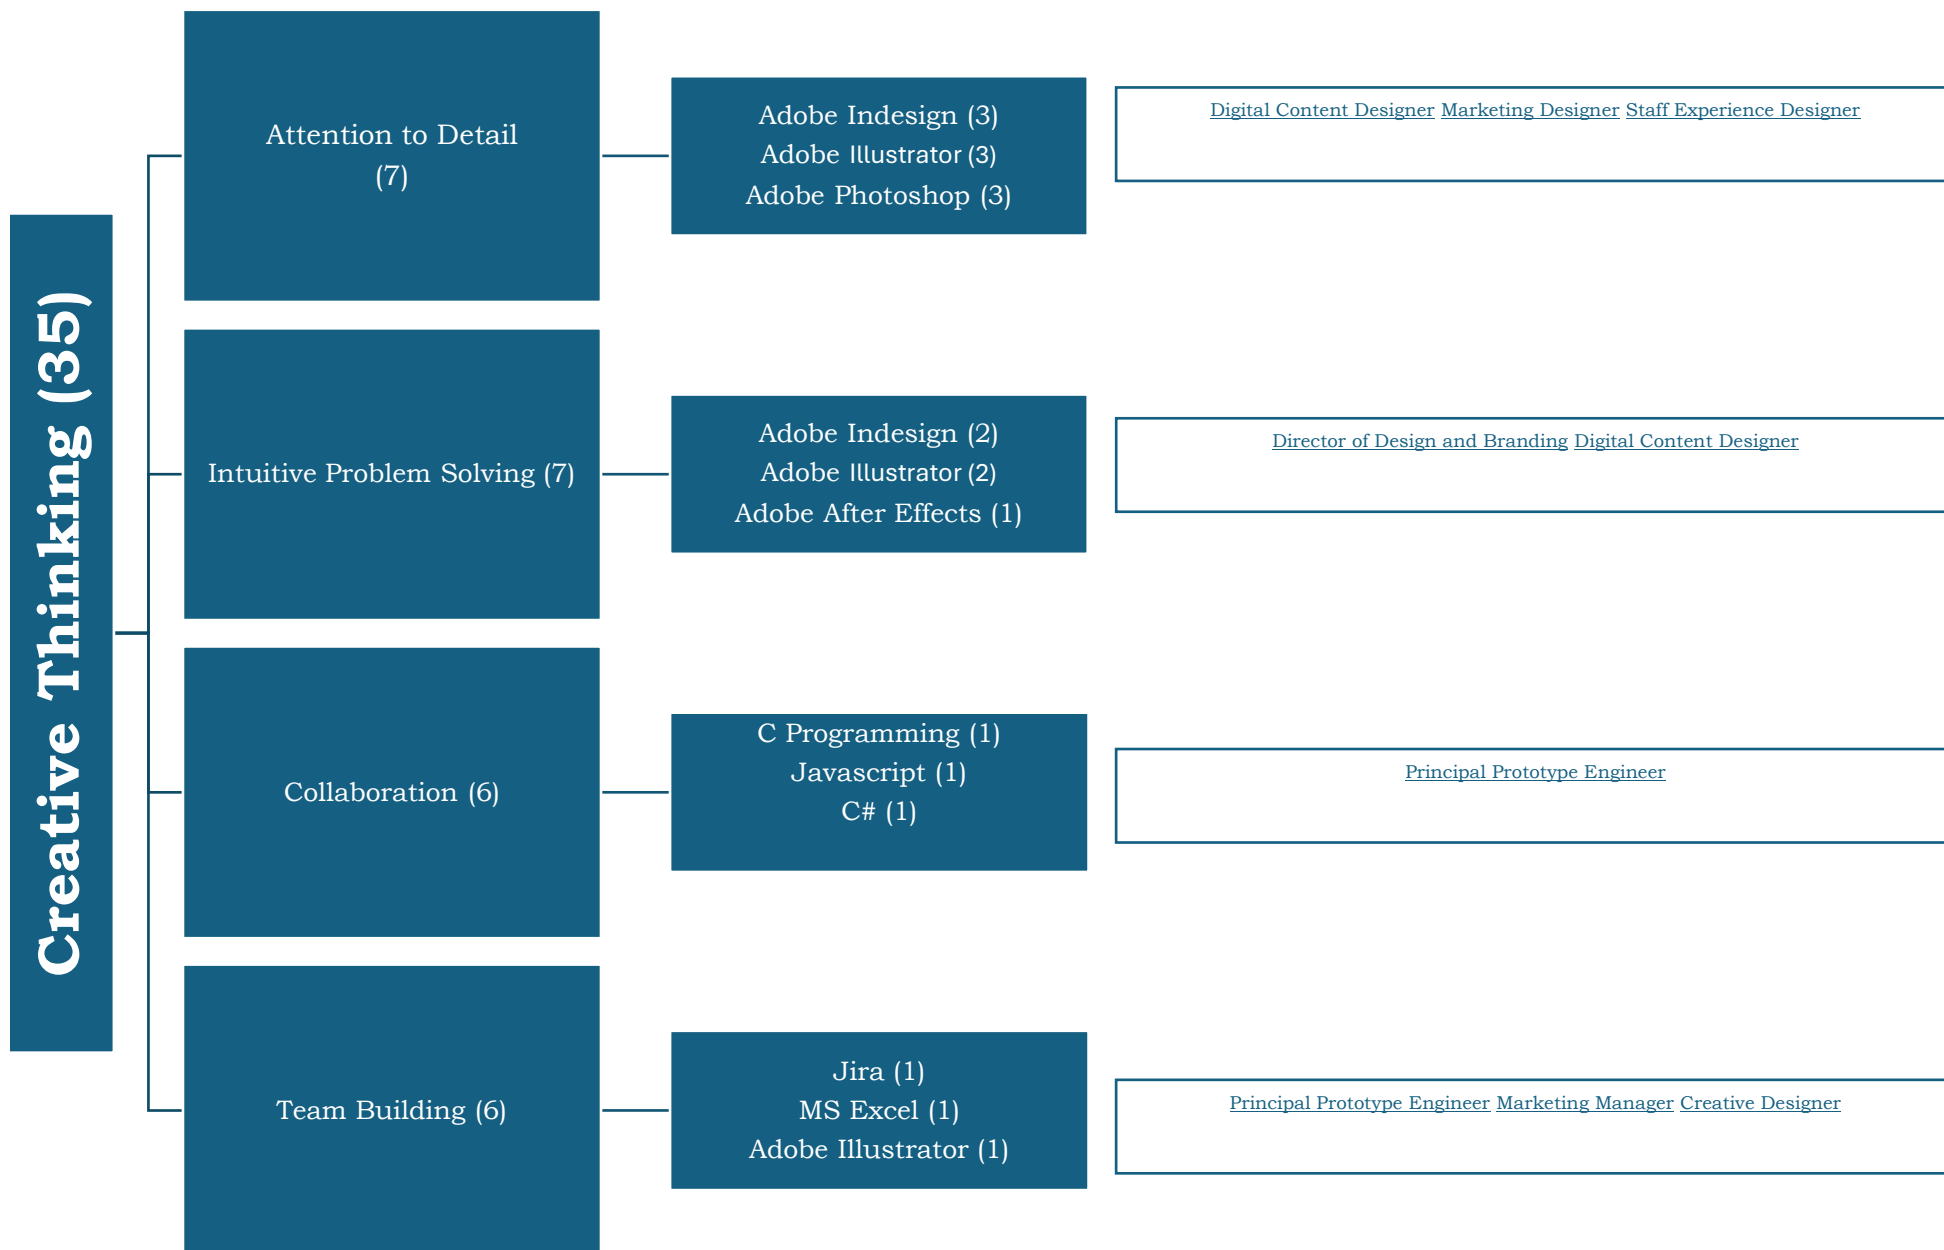 Creative Thinking (35)
Attention to Detail
(7)
Adobe Indesign (3)
Adobe Illustrator (3)
Adobe Photoshop (3)
Digital Content Designer Marketing Designer Staff Experience Designer
Intuitive Problem Solving (7)
Adobe Indesign (2)
Adobe Illustrator (2)
Adobe After Effects (1)
Director of Design and Branding Digital Content Designer
Collaboration (6)
C Programming (1)
Javascript (1)
C# (1)
Principal Prototype Engineer
Team Building (6)
Jira (1)
MS Excel (1)
Adobe Illustrator (1)
Principal Prototype Engineer Marketing Manager Creative Designer